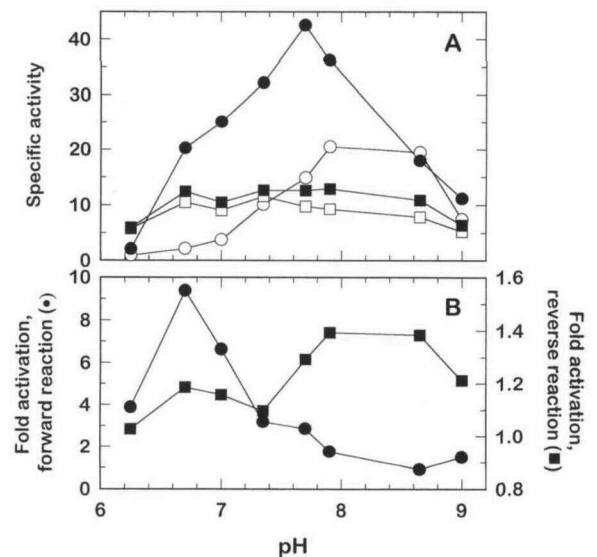 A
Specific activity
40
30
20
10
0
B
Fold activation,
forward reaction (●)
10
8
6
4
2
0
Fold activation,
reverse reaction (■)
1.6
1.4
1.2
1.0
0.8
6
7
8
9
pH